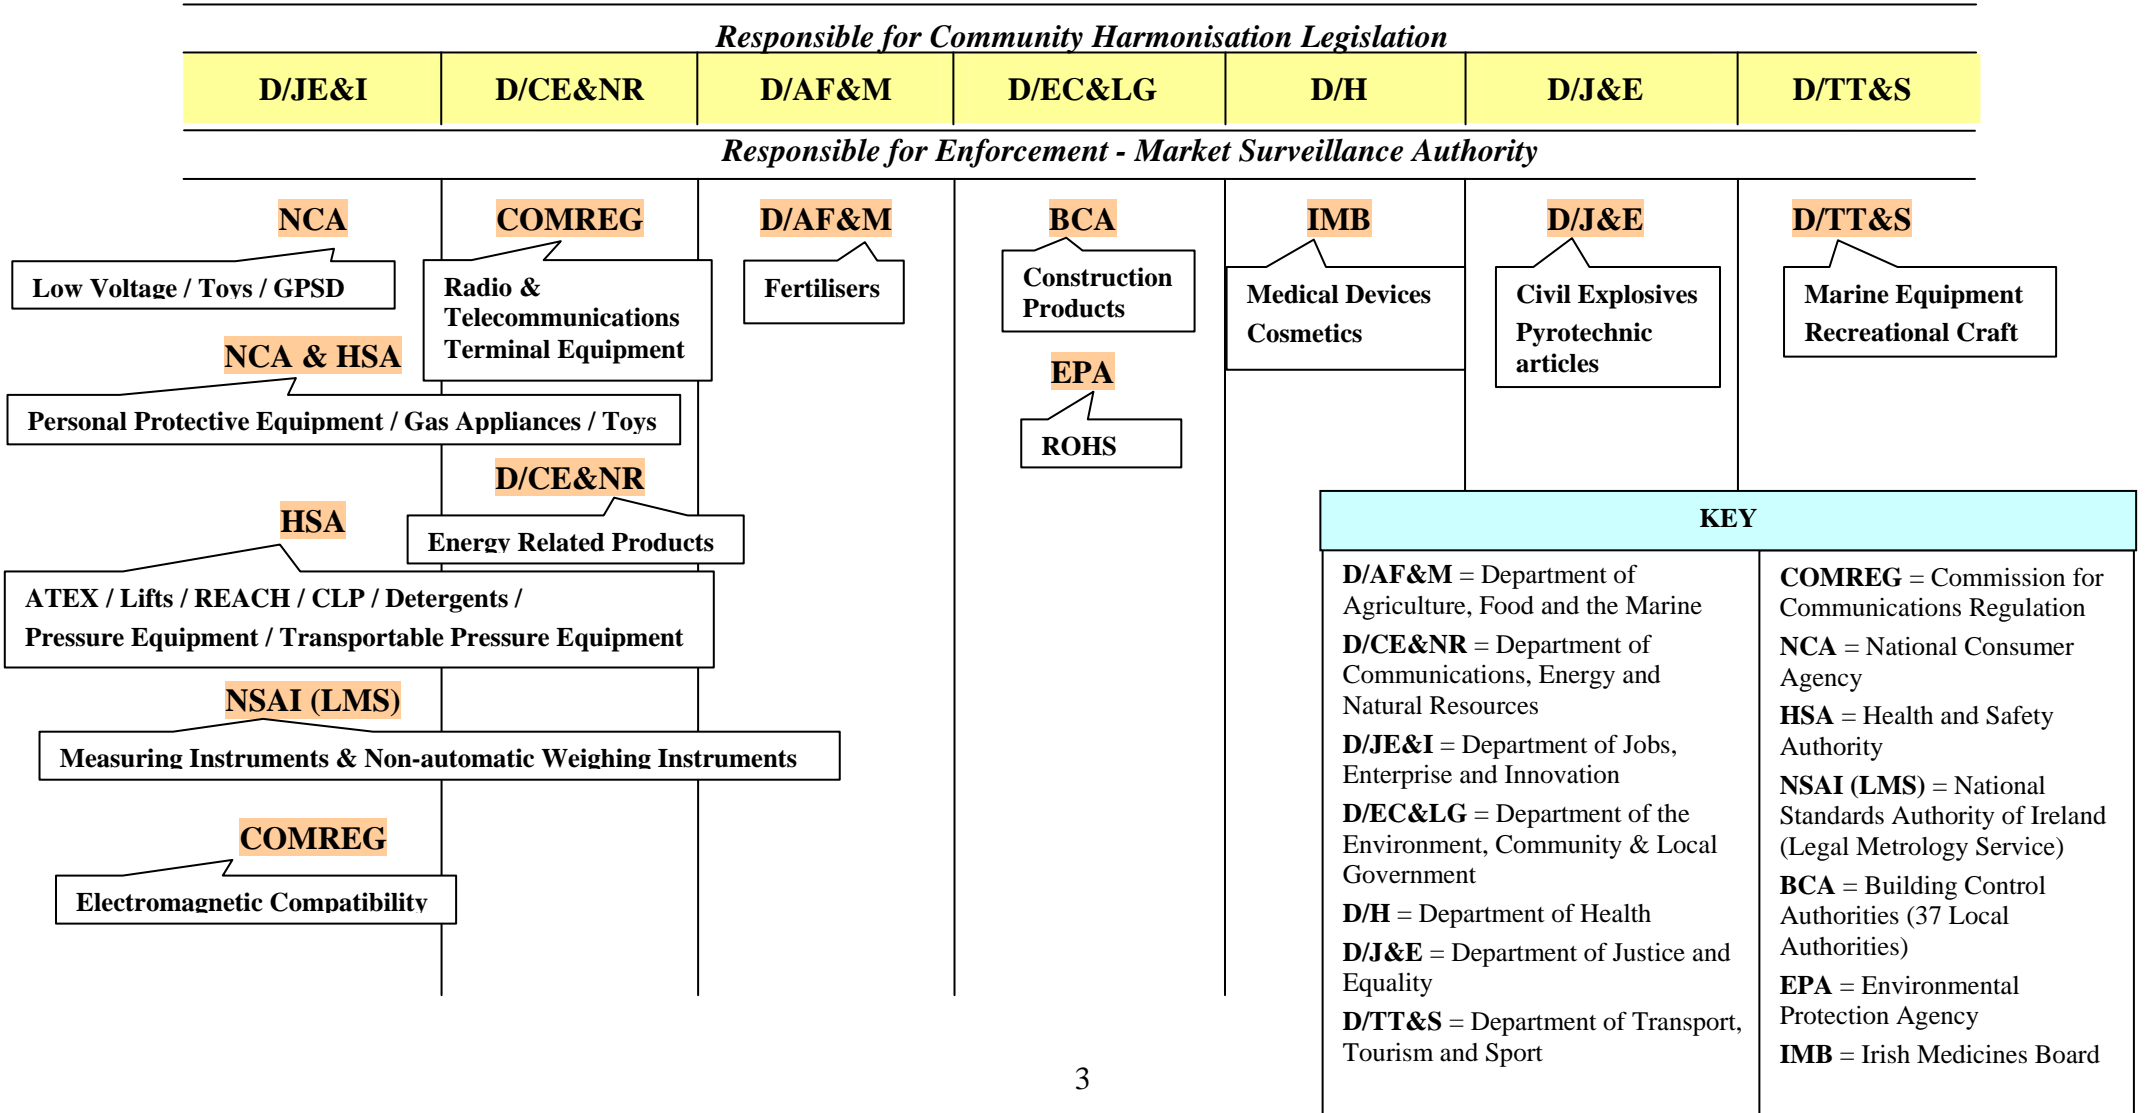 Responsible for Community Harmonisation Legislation
D/JE&I D/CE&NR D/AF&M D/EC&LG D/H D/J&E D/TT&S
Responsible for Enforcement - Market Surveillance Authority
NCA
Low Voltage / Toys / GPSD
NCA & HSA
Personal Protective Equipment / Gas Appliances / Toys
HSA
ATEX / Lifts / REACH / CLP / Detergents /
Pressure Equipment / Transportable Pressure Equipment
NSAI (LMS)
Measuring Instruments & Non-automatic Weighing Instruments
COMREG
Electromagnetic Compatibility
COMREG
Radio &
Telecommunications
Terminal Equipment
D/CE&NR
Energy Related Products
D/AF&M
Fertilisers
BCA
Construction
Products
EPA
ROHS
IMB
Medical Devices
Cosmetics
D/J&E
Civil Explosives
Pyrotechnic
articles
D/TT&S
Marine Equipment
Recreational Craft
KEY
D/AF&M = Department of
Agriculture, Food and the Marine
D/CE&NR = Department of
Communications, Energy and
Natural Resources
D/JE&I = Department of Jobs,
Enterprise and Innovation
D/EC&LG = Department of the
Environment, Community & Local
Government
D/H = Department of Health
D/J&E = Department of Justice and
Equality
D/TT&S = Department of Transport,
Tourism and Sport
COMREG = Commission for
Communications Regulation
NCA = National Consumer
Agency
HSA = Health and Safety
Authority
NSAI (LMS) = National
Standards Authority of Ireland
(Legal Metrology Service)
BCA = Building Control
Authorities (37 Local
Authorities)
EPA = Environmental
Protection Agency
IMB = Irish Medicines Board
3